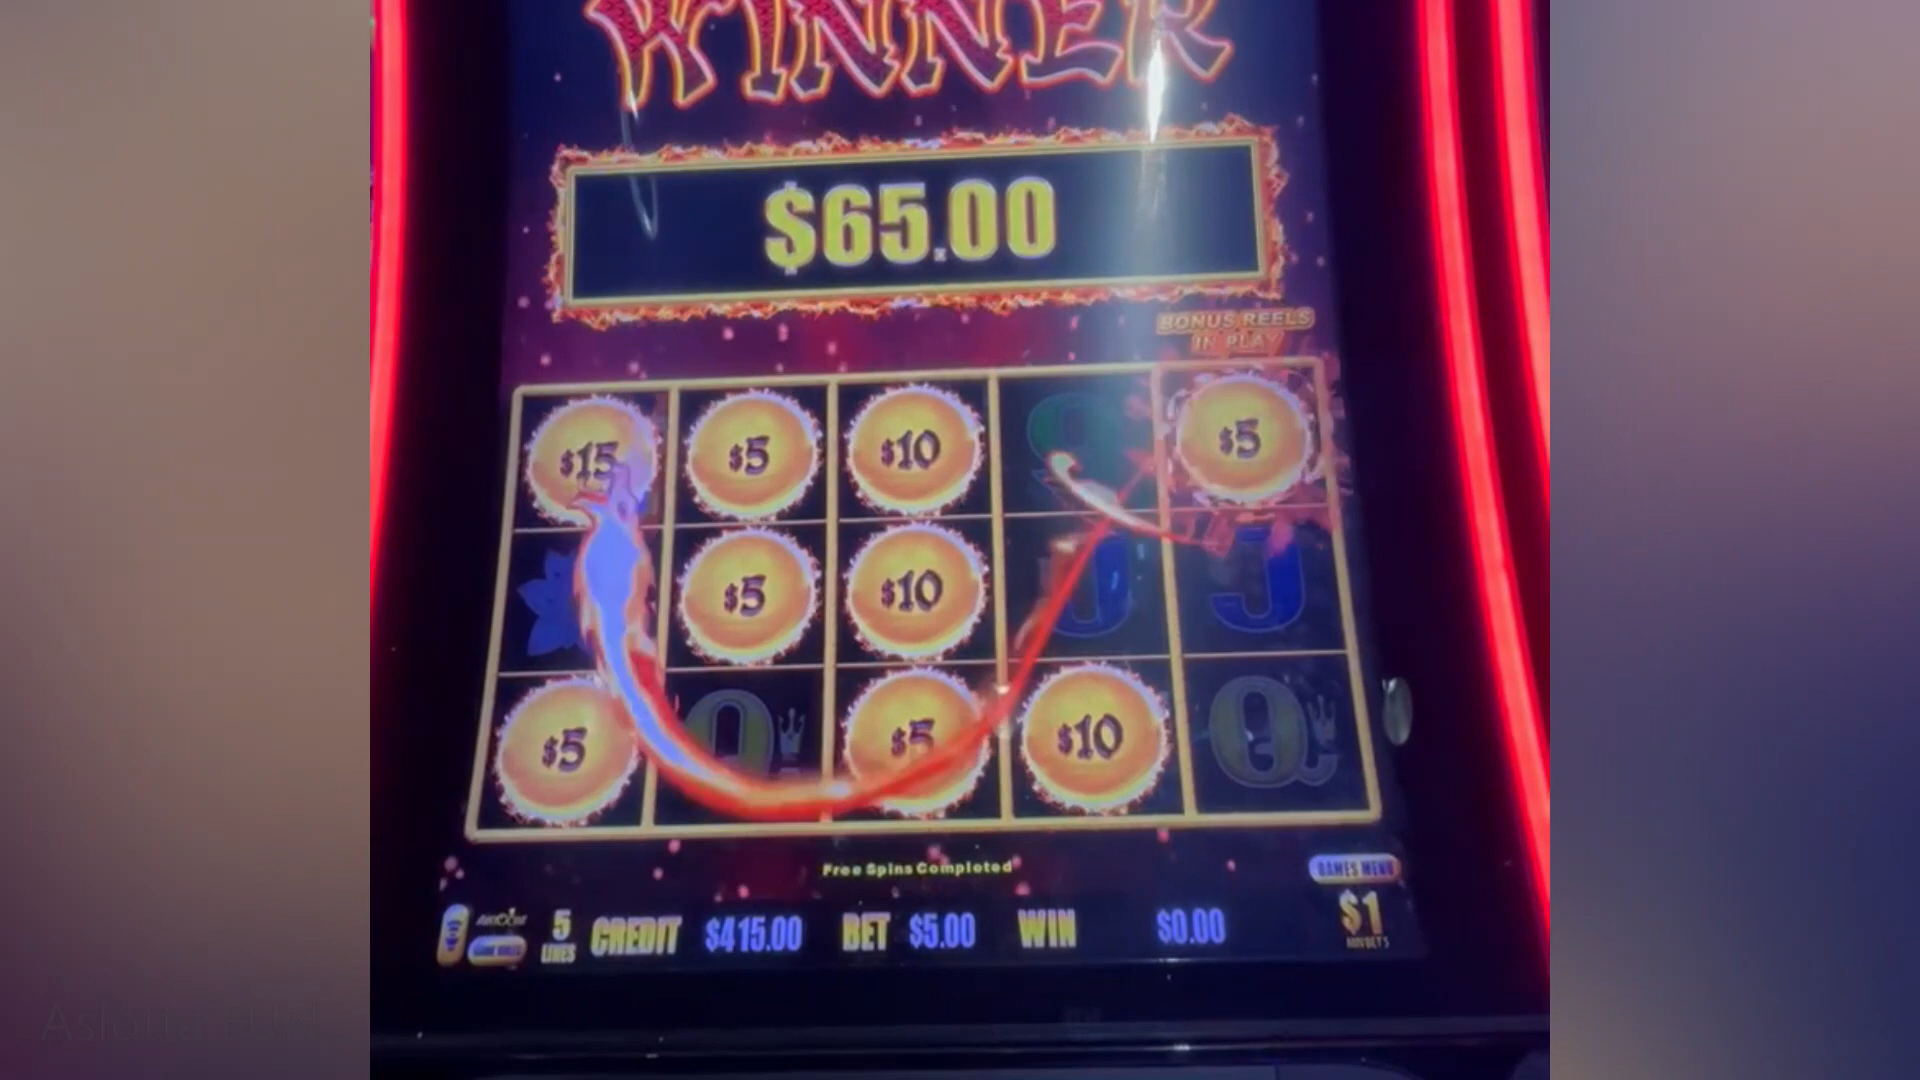 WINNER
$65.00
BONUS REELS
IN PLAY
$15 $5 $10 $5
$5 $10 J
$5 Q $5 $10 Q
Free Spins Completed
GAMES MENU
5
LINES
CREDIT $415.00 BET $5.00 WIN $0.00
$1